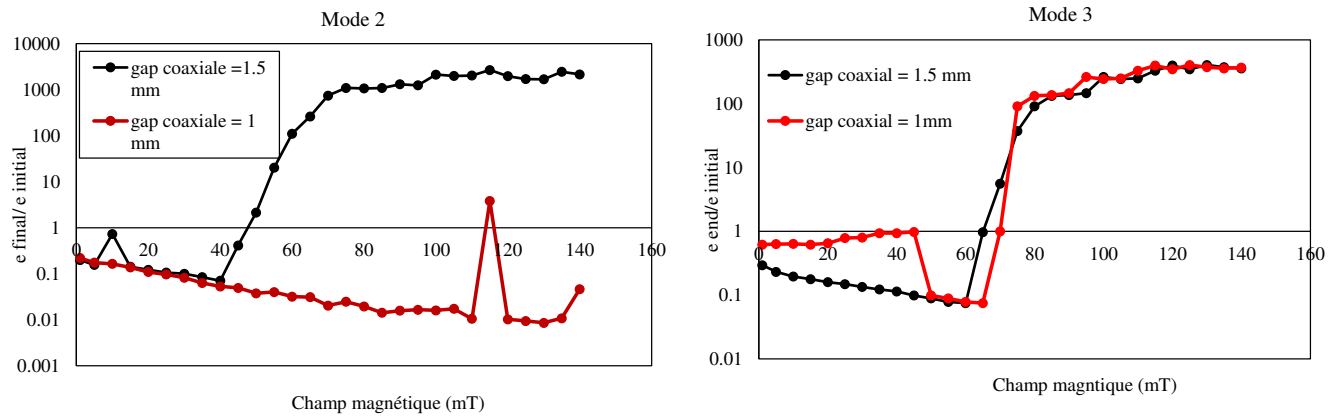 Mode 2
10000
1000
100
10
1
0.1
0.01
0.001
0
20
40
60
80
100
120
140
160
e final/ e initial
Champ magnétique (mT)
gap coaxiale =1.5
mm
gap coaxiale = 1
mm
Mode 3
1000
100
10
1
0.1
0.01
0
20
40
60
80
100
120
140
160
e end/e initial
Champ magntique (mT)
gap coaxial = 1.5 mm
gap coaxial = 1mm